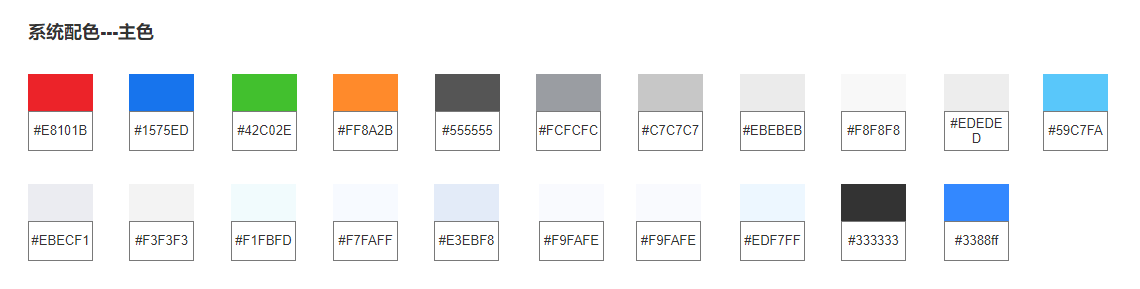 系统配色---主色
#E8101B
#1575ED
#42C02E
#FF8A2B
#555555
#FCFCFC
#C7C7C7
#EBEBEB
#F8F8F8
#EDEDE
D
#59C7FA
#EBECF1
#F3F3F3
#F1FBFD
#F7FAFF
#E3EBF8
#F9FAFE
#F9FAFE
#EDF7FF
#333333
#3388ff